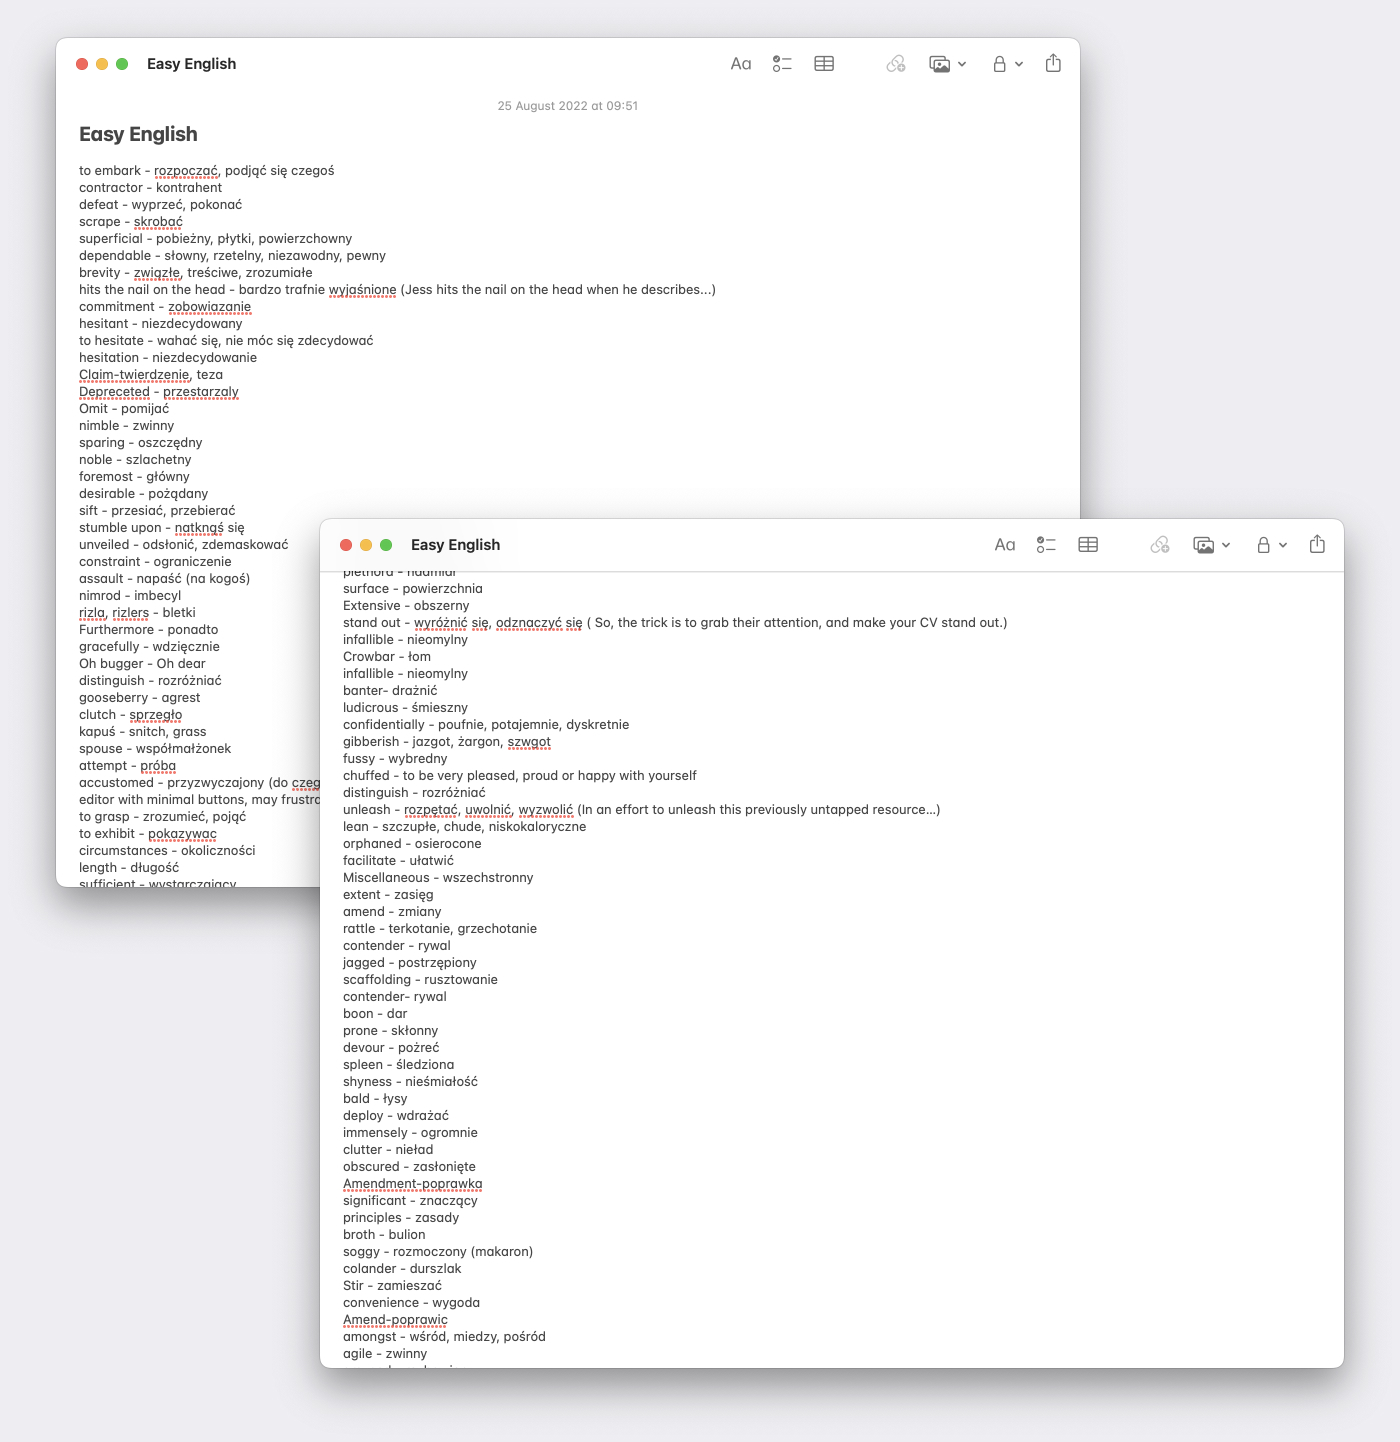 Easy English
Aa
25 August 2022 at 09:51
Easy English
to embark - rozpoczać, podjąć się czegoś
contractor - kontrahent
defeat - wyprzeć, pokonać
scrape - skrobać
superficial - pobieżny, płytki, powierzchowny
dependable - słowny, rzetelny, niezawodny, pewny
brevity - zwięzłe, treściwe, zrozumiałe
hits the nail on the head - bardzo trafnie wyjaśnione (Jess hits the nail on the head when he describes...)
commitment - zobowiazanie
hesitant - niezdecydowany
to hesitate - wahać się, nie móc się zdecydować
hesitation - niezdecydowanie
Claim-twierdzenie, teza
Depreceted - przestarzaly
Omit - pomijać
nimble - zwinny
sparing - oszczędny
noble - szlachetny
foremost - główny
desirable - pożądany
sift - przesiać, przebierać
stumble upon - natknąś się
unveiled - odsłonić, zdemaskować
constraint - ograniczenie
assault - napaść (na kogoś)
nimrod - imbecyl
rizla, rizlers - bletki
Furthermore - ponadto
gracefully - wdzięcznie
Oh bugger - Oh dear
distinguish - rozróżniać
gooseberry - agrest
clutch - sprzęgło
kapuś - snitch, grass
spouse - współmałżonek
attempt - próba
accustomed - przyzwyczajony (do
editor with minimal buttons, may
to grasp - zrozumieć, pojąć
to exhibit - pokazywac
circumstances - okoliczności
length - długość
sufficient - wystarczający
Easy English
Aa
plethora - nadmiar
surface - powierzchnia
Extensive - obszerny
stand out - wyróżnić się, odznaczyć się ( So, the trick is to grab their attention, and make your CV stand out.)
infallible - nieomylny
Crowbar - łom
infallible - nieomylny
banter- drażnić
ludicrous - śmieszny
confidentially - poufnie, potajemnie, dyskretnie
gibberish - jazgot, żargon, szwgot
fussy - wybredny
chuffed - to be very pleased, proud or happy with yourself
distinguish - rozróżniać
unleash - rozpętać, uwolnić, wyzwolić (In an effort to unleash this previously untapped resource...)
lean - szczupłe, chude, niskokaloryczne
orphaned - osierocone
facilitate - ułatwić
Miscellaneous - wszechstronny
extent - zasięg
amend - zmiany
rattle - terkotanie, grzechotanie
contender - rywal
jagged - postrzępiony
scaffolding - rusztowanie
contender- rywal
boon - dar
prone - skłonny
devour - pożreć
spleen - śledziona
shyness - nieśmiałość
bald - łysy
deploy - wdrażać
immensely - ogromnie
clutter - nieład
obscured - zasłonięte
Amendment-poprawka
significant - znaczący
principles - zasady
broth - bulion
soggy - rozmoczony (makaron)
colander - durszlak
Stir - zamieszać
convenience - wygoda
Amend-poprawic
amongst - wśród, miedzy, pośród
agile - zwinny